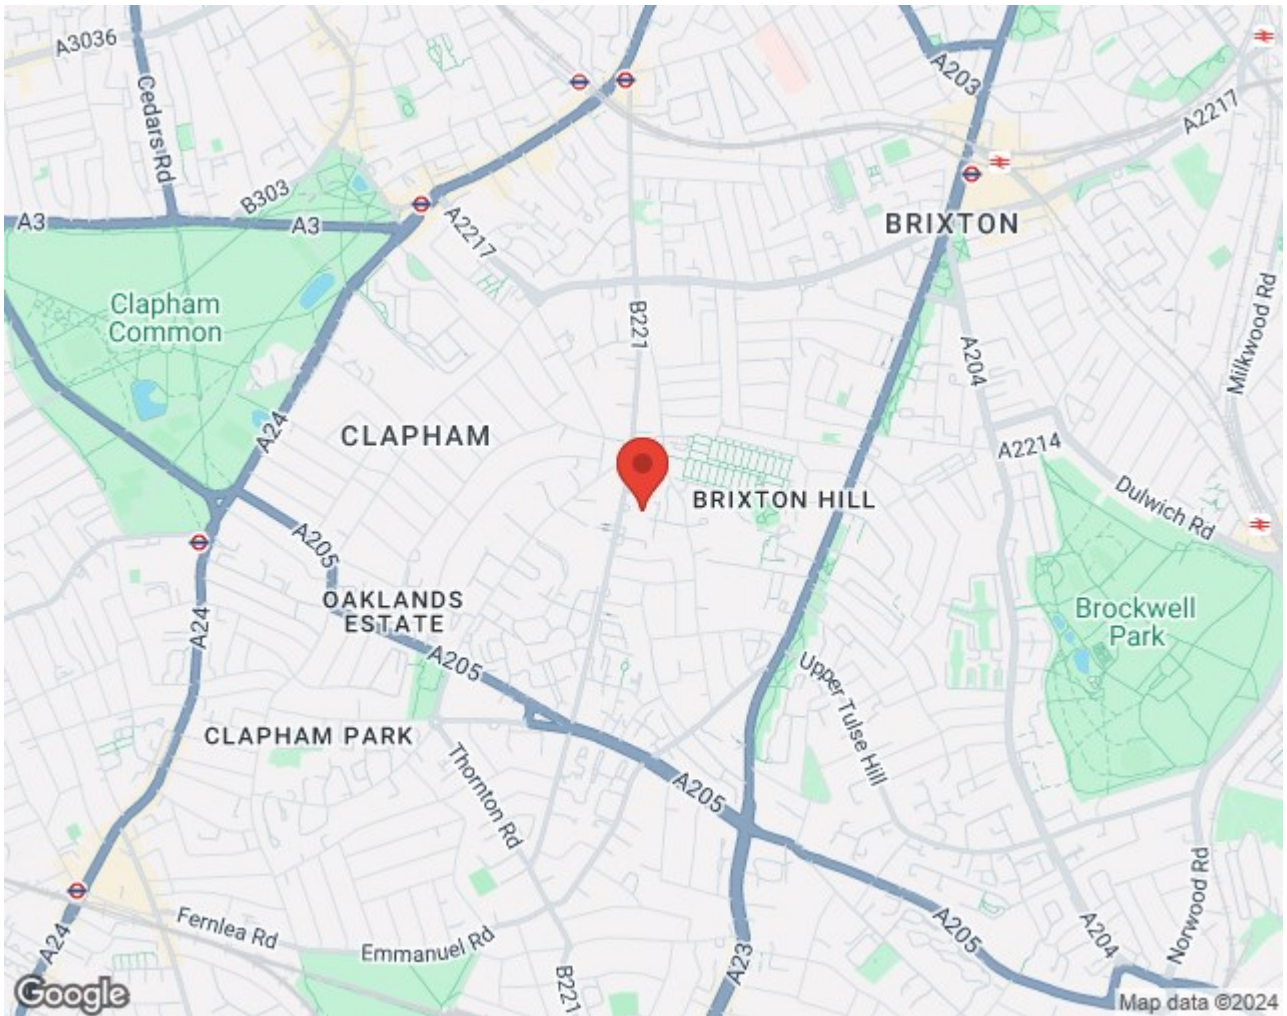 A3036
Cedars Rd
A203
A2217
B303
A3
A3
A2217
BRIXTON
Clapham
Common
B221
Milkwood Rd
A204
A24
CLAPHAM
A2214
Dulwich Rd
BRIXTON HILL
A205
OAKLANDS
ESTATE
Brockwell
Park
A24
A205
Upper Tulse Hill
CLAPHAM PARK
Thornton Rd
A205
Norwood Rd
Fernlea Rd
Emmanuel Rd
A205
A204
A24
B221
A23
Google
Map data ©2024